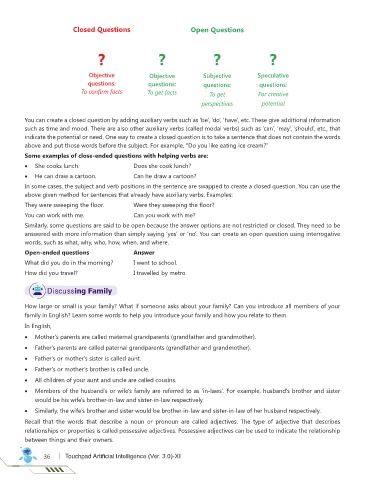 Closed Questions Open Questions
? ? ? ?
Objective questions: To confirm facts
Objective questions: To get facts
Subjective questions: To get perspectives
Speculative questions: For creative potential
You can create a closed question by adding auxiliary verbs such as 'be', 'do', 'have', etc. These give additional information
such as time and mood. There are also other auxiliary verbs (called modal verbs) such as 'can', 'may', 'should', etc., that
indicate the potential or need. One way to create a closed question is to take a sentence that does not contain the words
above and put those words before the subject. For example, "Do you like eating ice cream?"
Some examples of close-ended questions with helping verbs are:
• She cooks lunch. Does she cook lunch?
• He can draw a cartoon. Can he draw a cartoon?
In some cases, the subject and verb positions in the sentence are swapped to create a closed question. You can use the
above given method for sentences that already have auxiliary verbs. Examples:
They were sweeping the floor. Were they sweeping the floor?
You can work with me. Can you work with me?
Similarly, some questions are said to be open because the answer options are not restricted or closed. They need to be
answered with more information than simply saying 'yes' or 'no'. You can create an open question using interrogative
words, such as what, why, who, how, when, and where.
Open-ended questions Answer
What did you do in the morning? I went to school.
How did you travel? I travelled by metro.
Discussing Family
How large or small is your family? What if someone asks about your family? Can you introduce all members of your
family in English? Learn some words to help you introduce your family and how you relate to them.
In English,
• Mother's parents are called maternal grandparents (grandfather and grandmother).
• Father's parents are called paternal grandparents (grandfather and grandmother).
• Father's or mother's sister is called aunt.
• Father's or mother's brother is called uncle.
• All children of your aunt and uncle are called cousins.
• Members of the husband's or wife's family are referred to as 'in-laws'. For example, husband's brother and sister
would be his wife's brother-in-law and sister-in-law respectively.
• Similarly, the wife's brother and sister would be brother-in-law and sister-in-law of her husband respectively.
Recall that the words that describe a noun or pronoun are called adjectives. The type of adjective that describes
relationships or properties is called possessive adjectives. Possessive adjectives can be used to indicate the relationship
between things and their owners.
36 | Touchpad Artificial Intelligence (Ver. 3.0)-XI